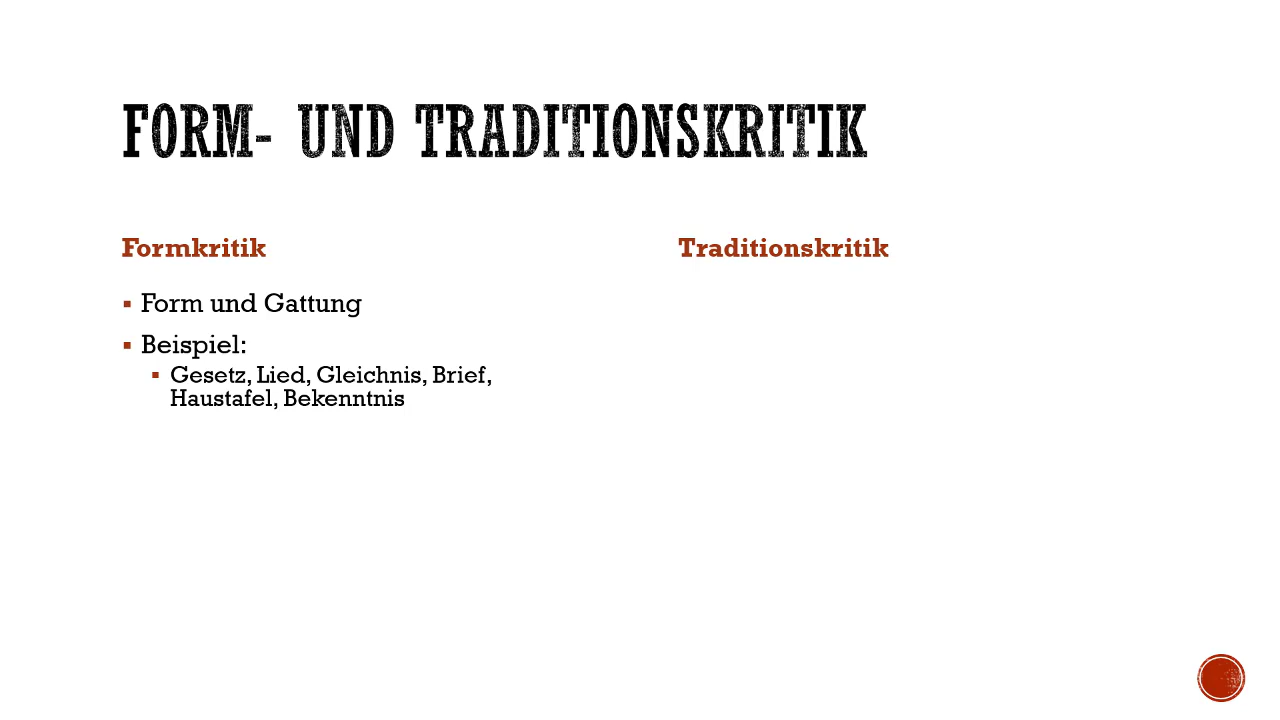 FORM- UND TRADITIONSKRITIK
Formkritik
Form und Gattung
Beispiel:
Gesetz, Lied, Gleichnis, Brief,
Haustafel, Bekenntnis
Traditionskritik